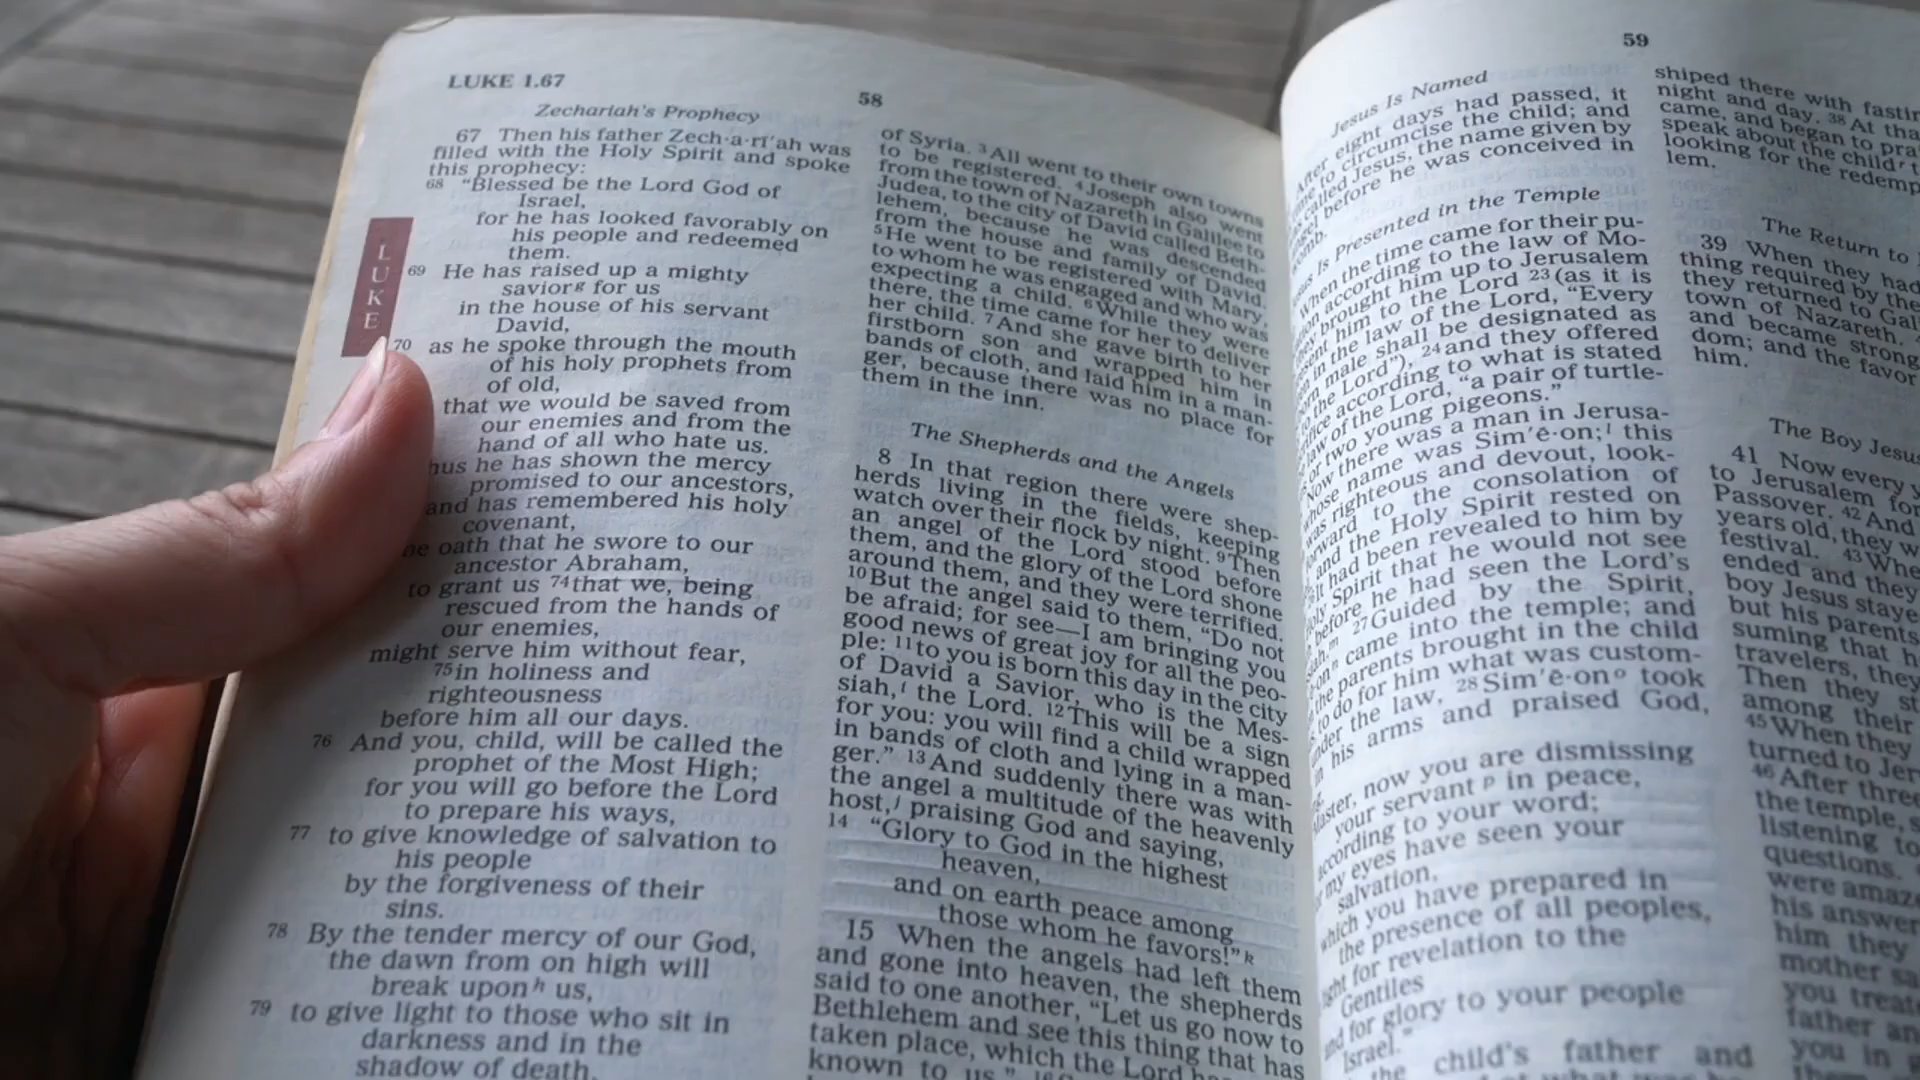 LUKE 1.67
58
Zechariah's Prophecy
67 Then his father Zech·a·rī′ah was
filled with the Holy Spirit and spoke
this prophecy:
68 "Blessed be the Lord God of
Israel,
for he has looked favorably on
his people and redeemed
them.
69 He has raised up a mighty
savior g for us
in the house of his servant
David,
70 as he spoke through the mouth
of his holy prophets from
of old,
that we would be saved from
our enemies and from the
hand of all who hate us.
he has shown the mercy
promised to our ancestors,
and has remembered his holy
covenant,
oath that he swore to our
ancestor Abraham,
to grant us 74 that we, being
rescued from the hands of
our enemies,
might serve him without fear,
75 in holiness and
righteousness
before him all our days.
76 And you, child, will be called the
prophet of the Most High;
for you will go before the Lord
to prepare his ways,
77 to give knowledge of salvation to
his people
by the forgiveness of their
sins.
78 By the tender mercy of our God,
the dawn from on high will
break upon h us,
79 to give light to those who sit in
darkness and in the
shadow of death,
LUKE
of Syria. 3 All went to their own towns
to be registered. 4 Joseph also went
from the town of Nazareth in Galilee to
Judea, to the city of David called Beth-
lehem, because he was descended
from the house and family of David.
5 He went to be registered with Mary,
to whom he was engaged and who was
expecting a child. 6 While they were
there, the time came for her to deliver
her child. 7 And she gave birth to her
firstborn son and wrapped him in
bands of cloth, and laid him in a man-
ger, because there was no place for
them in the inn.
The Shepherds and the Angels
8 In that region there were shep-
herds living in the fields, keeping
watch over their flock by night. 9 Then
an angel of the Lord stood before
them, and the glory of the Lord shone
around them, and they were terrified.
10 But the angel said to them, "Do not
be afraid; for see—I am bringing you
good news of great joy for all the peo-
ple: 11 to you is born this day in the city
of David a Savior, who is the Mes-
siah, i the Lord. 12 This will be a sign
for you: you will find a child wrapped
in bands of cloth and lying in a man-
ger." 13 And suddenly there was with
the angel a multitude of the heavenly
host, j praising God and saying,
14 "Glory to God in the highest
heaven,
and on earth peace among
those whom he favors!" k
15 When the angels had left them
and gone into heaven, the shepherds
said to one another, "Let us go now to
Bethlehem and see this thing that has
taken place, which the Lord has
known to us."
59
Jesus Is Named
After eight days had passed, it
to circumcise the child; and
called Jesus, the name given by
before he was conceived in
womb.
Is Presented in the Temple
When the time came for their pu-
according to the law of Mo-
brought him up to Jerusalem
him to the Lord 23 (as it is
in the law of the Lord, "Every
male shall be designated as
to the Lord"), 24 and they offered
according to what is stated
law of the Lord, "a pair of turtle-
or two young pigeons."
Now there was a man in Jerusa-
whose name was Sim′ē·on; l this
was righteous and devout, look-
forward to the consolation of
and the Holy Spirit rested on
It had been revealed to him by
Spirit that he would not see
before he had seen the Lord's
m 27 Guided by the Spirit,
n came into the temple; and
the parents brought in the child
to do for him what was custom-
under the law, 28 Sim′ē·on o took
in his arms and praised God,
now you are dismissing
your servant p in peace,
according to your word;
my eyes have seen your
salvation,
which you have prepared in
the presence of all peoples,
for revelation to the
Gentiles
and for glory to your people
Israel."
child's father and
shiped there with
night and day. 38 At
came, and began to
speak about the child r
looking for the
lem.
The Return to
39 When they had
thing required by the
they returned to
town of Nazareth.
and became strong
dom; and the favor
him.
The Boy Jesus
41 Now every
to Jerusalem for
Passover. 42 And
years old, they
festival. 43
ended and they
boy Jesus
but his parents
suming that
travelers, they
Then they
among their
45 When they
turned to
46 After three
the temple,
listening to
questions.
were
his
him they
mother
you
father
you in